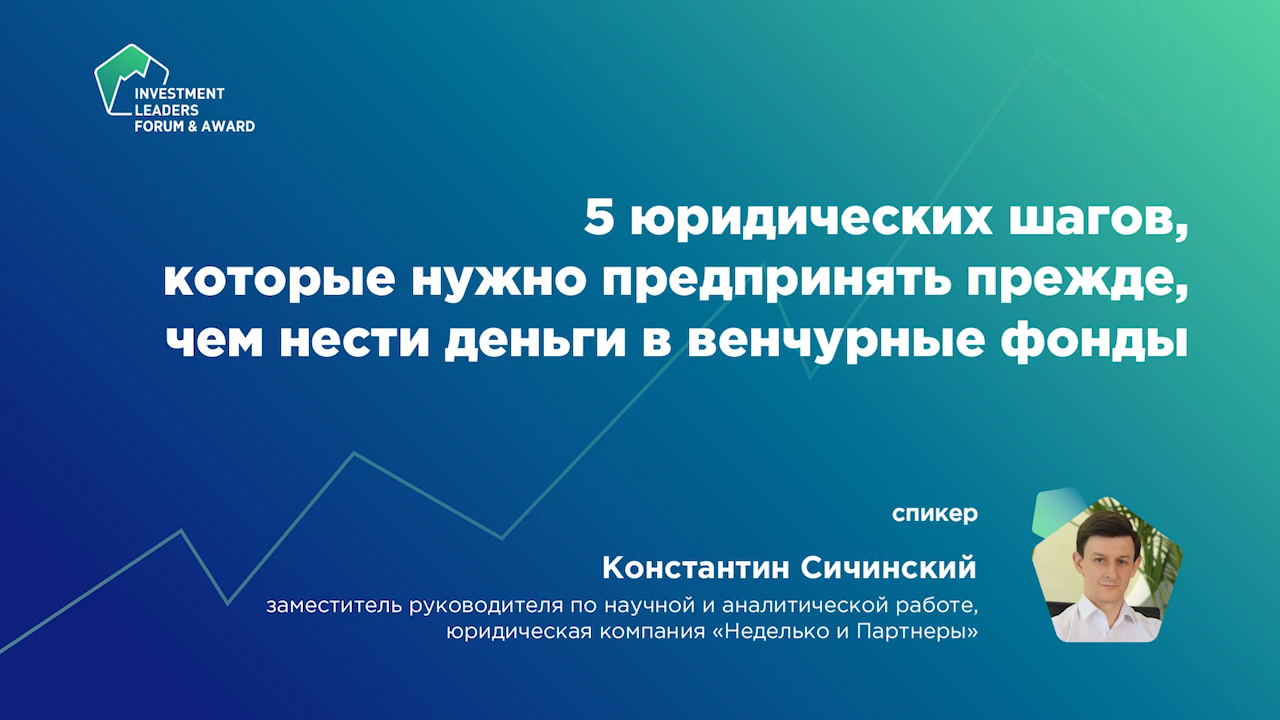 INVESTMENT
LEADERS
FORUM & AWARD
5 юридических шагов,
которые нужно предпринять прежде,
чем нести деньги в венчурные фонды
спикер
Константин Сичинский
заместитель руководителя по научной и аналитической работе,
юридическая компания «Неделько и Партнеры»